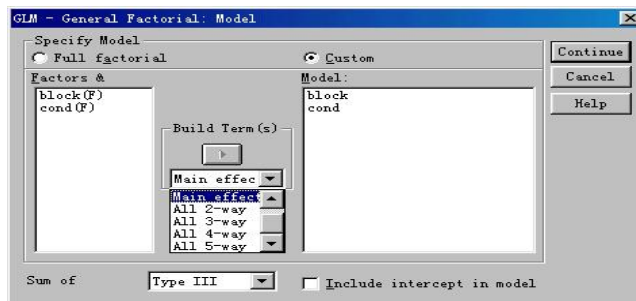 GLM - General Factorial: Model
Specify Model
Full factorial
Custom
Continue
Cancel
Help
Factors &
block(F)
cond(F)
Build Term(s)
Main effec
Main effect
All 2-way
All 3-way
All 4-way
All 5-way
Model:
block
cond
Sum of
Type III
Include intercept in model